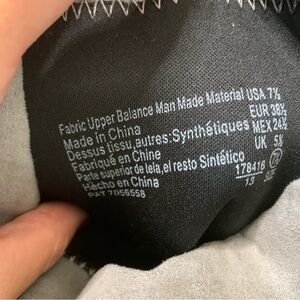 Fabric Upper Balance Man Made Material USA 7½
Made in China EUR 38½
Dessus tissu,autres:Synthétiques MEX 24½
Fabriqué en Chine UK 5½
Parte superior de tela,el resto Sintético
Hecho en China 178416
PAT 7056558 13